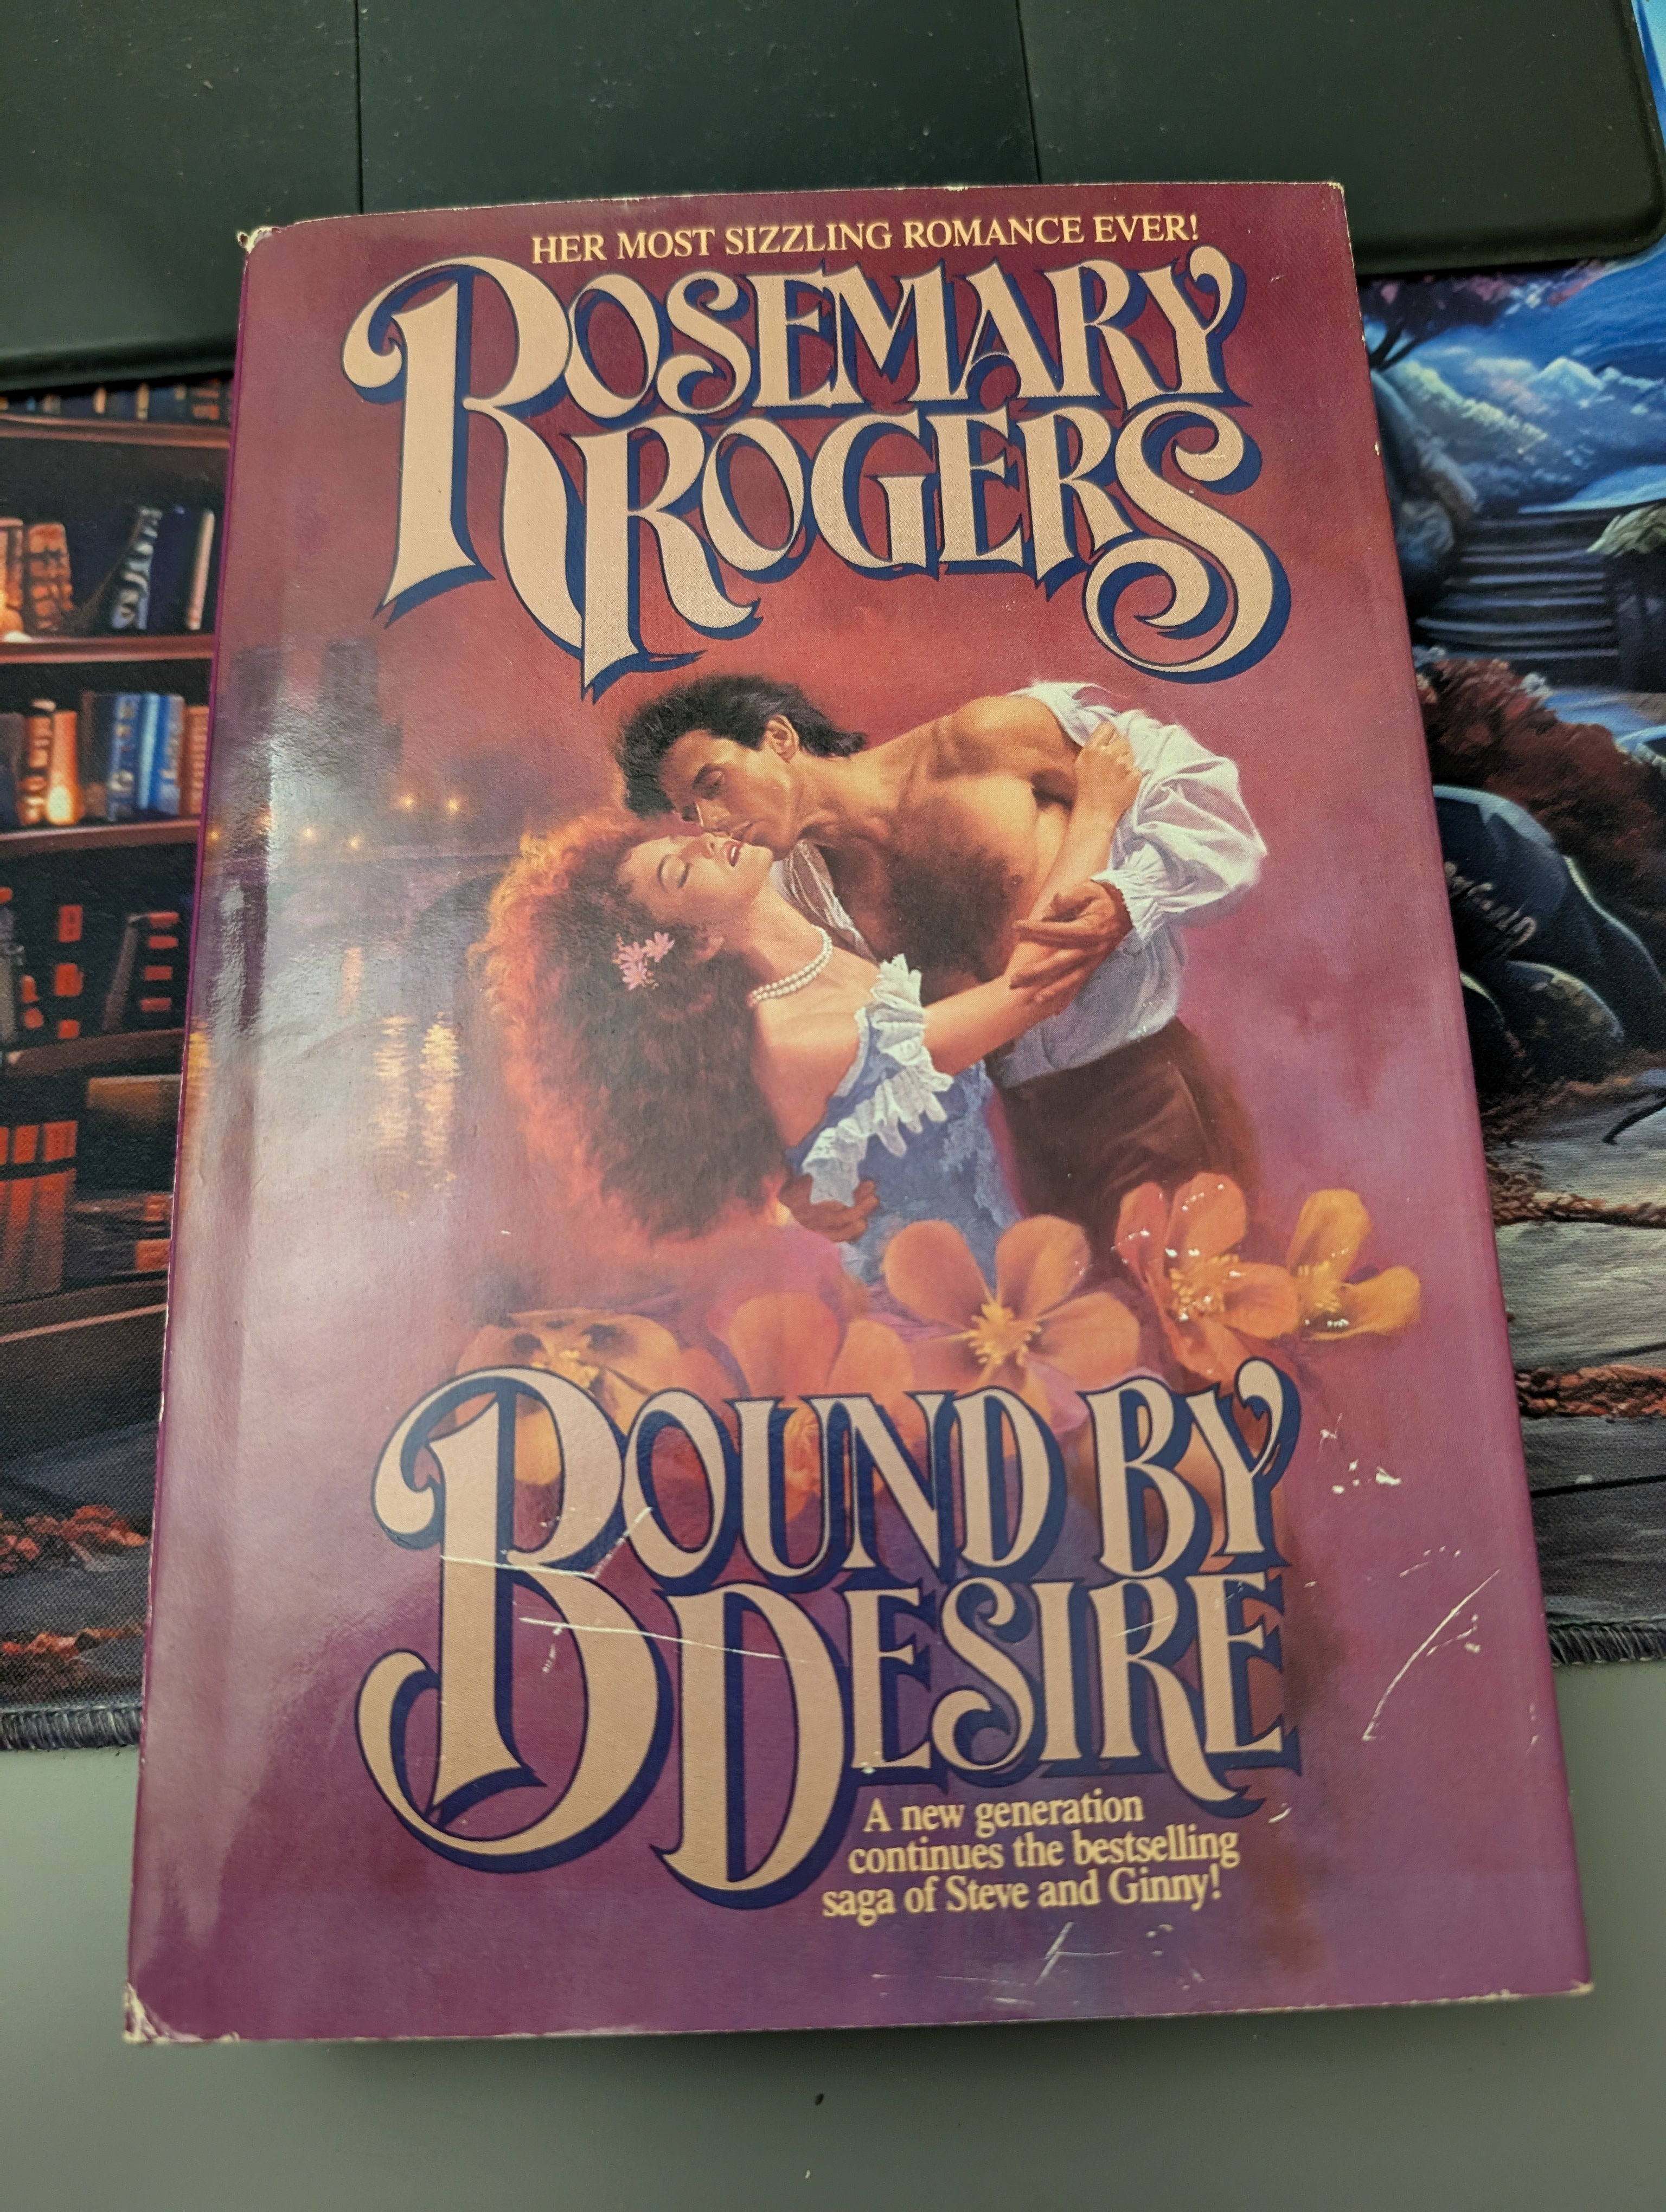 HER MOST SIZZLING ROMANCE EVER!
ROSEMARY
ROGERS
BOUND BY
DESIRE
A new generation
continues the bestselling
saga of Steve and Ginny!